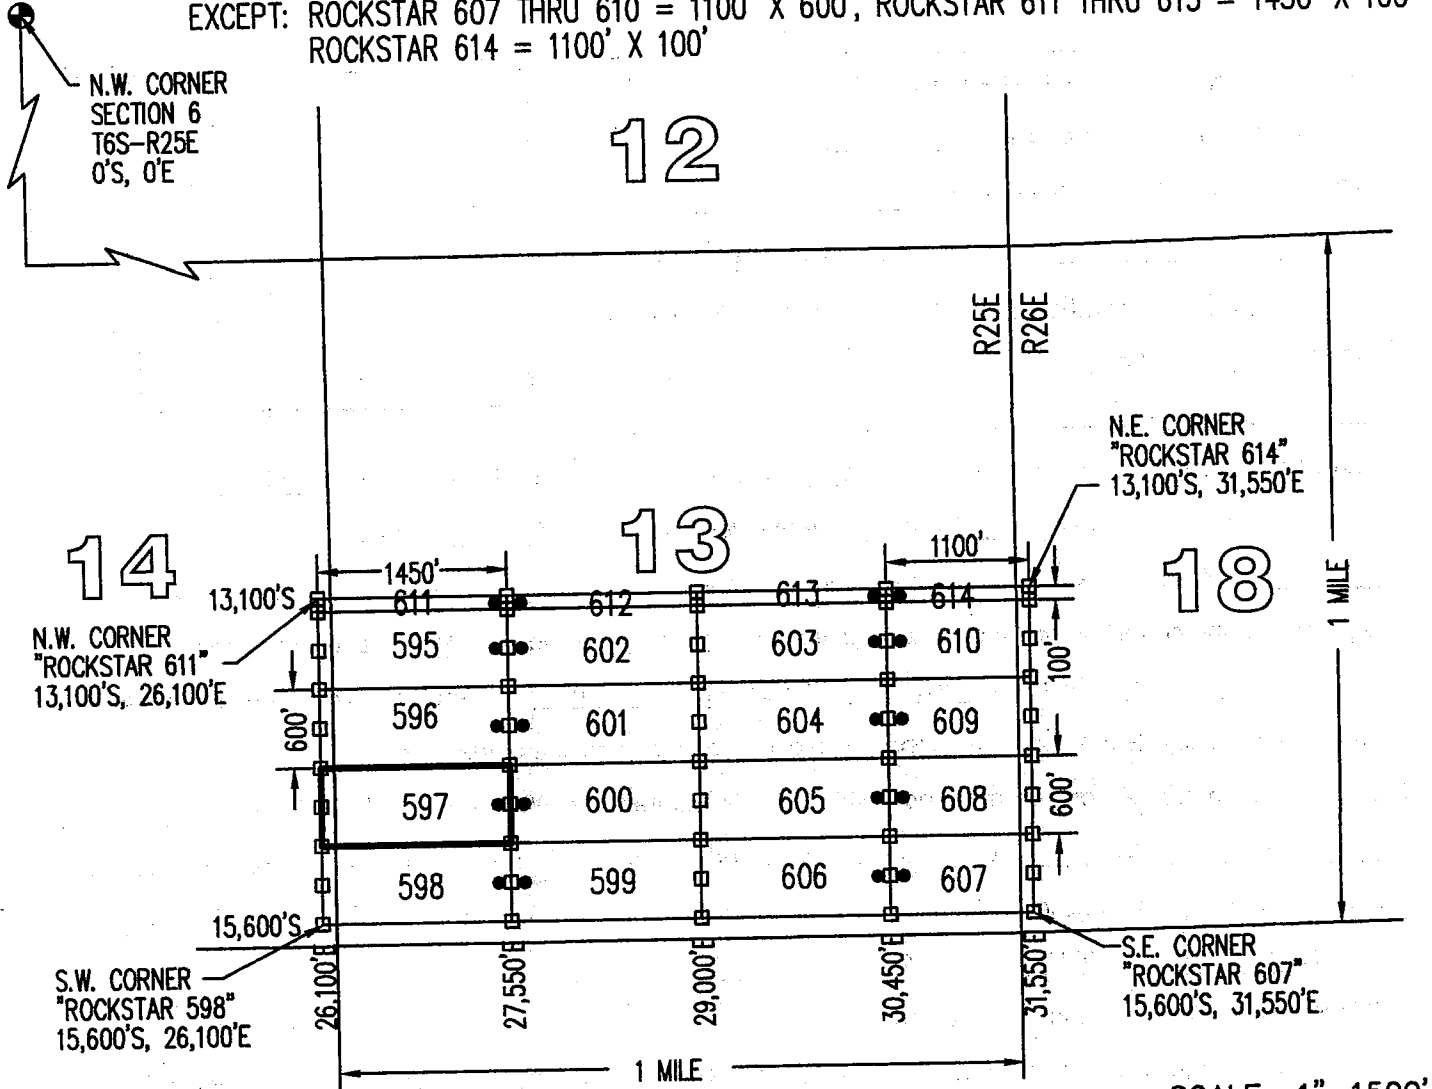 EXCEPT: ROCKSTAR 607 THRU 610 = 1100' X 600', ROCKSTAR 611 THRU 613 = 1450' X 100'
ROCKSTAR 614 = 1100' X 100'
N.W. CORNER
SECTION 6
T6S-R25E
0'S, 0'E
12
R25E
R26E
N.E. CORNER
"ROCKSTAR 614"
13,100'S, 31,550'E
14
13
18
1 MILE
1450'
1100'
13,100'S
611
612
613
614
N.W. CORNER
"ROCKSTAR 611"
13,100'S, 26,100'E
595
602
603
610
100'
600'
596
601
604
609
597
600
605
608
600'
598
599
606
607
15,600'S
S.W. CORNER
"ROCKSTAR 598"
15,600'S, 26,100'E
26,100'E
27,550'E
29,000'E
30,450'E
31,550'E
S.E. CORNER
"ROCKSTAR 607"
15,600'S, 31,550'E
1 MILE
SCALE 1" 1500'